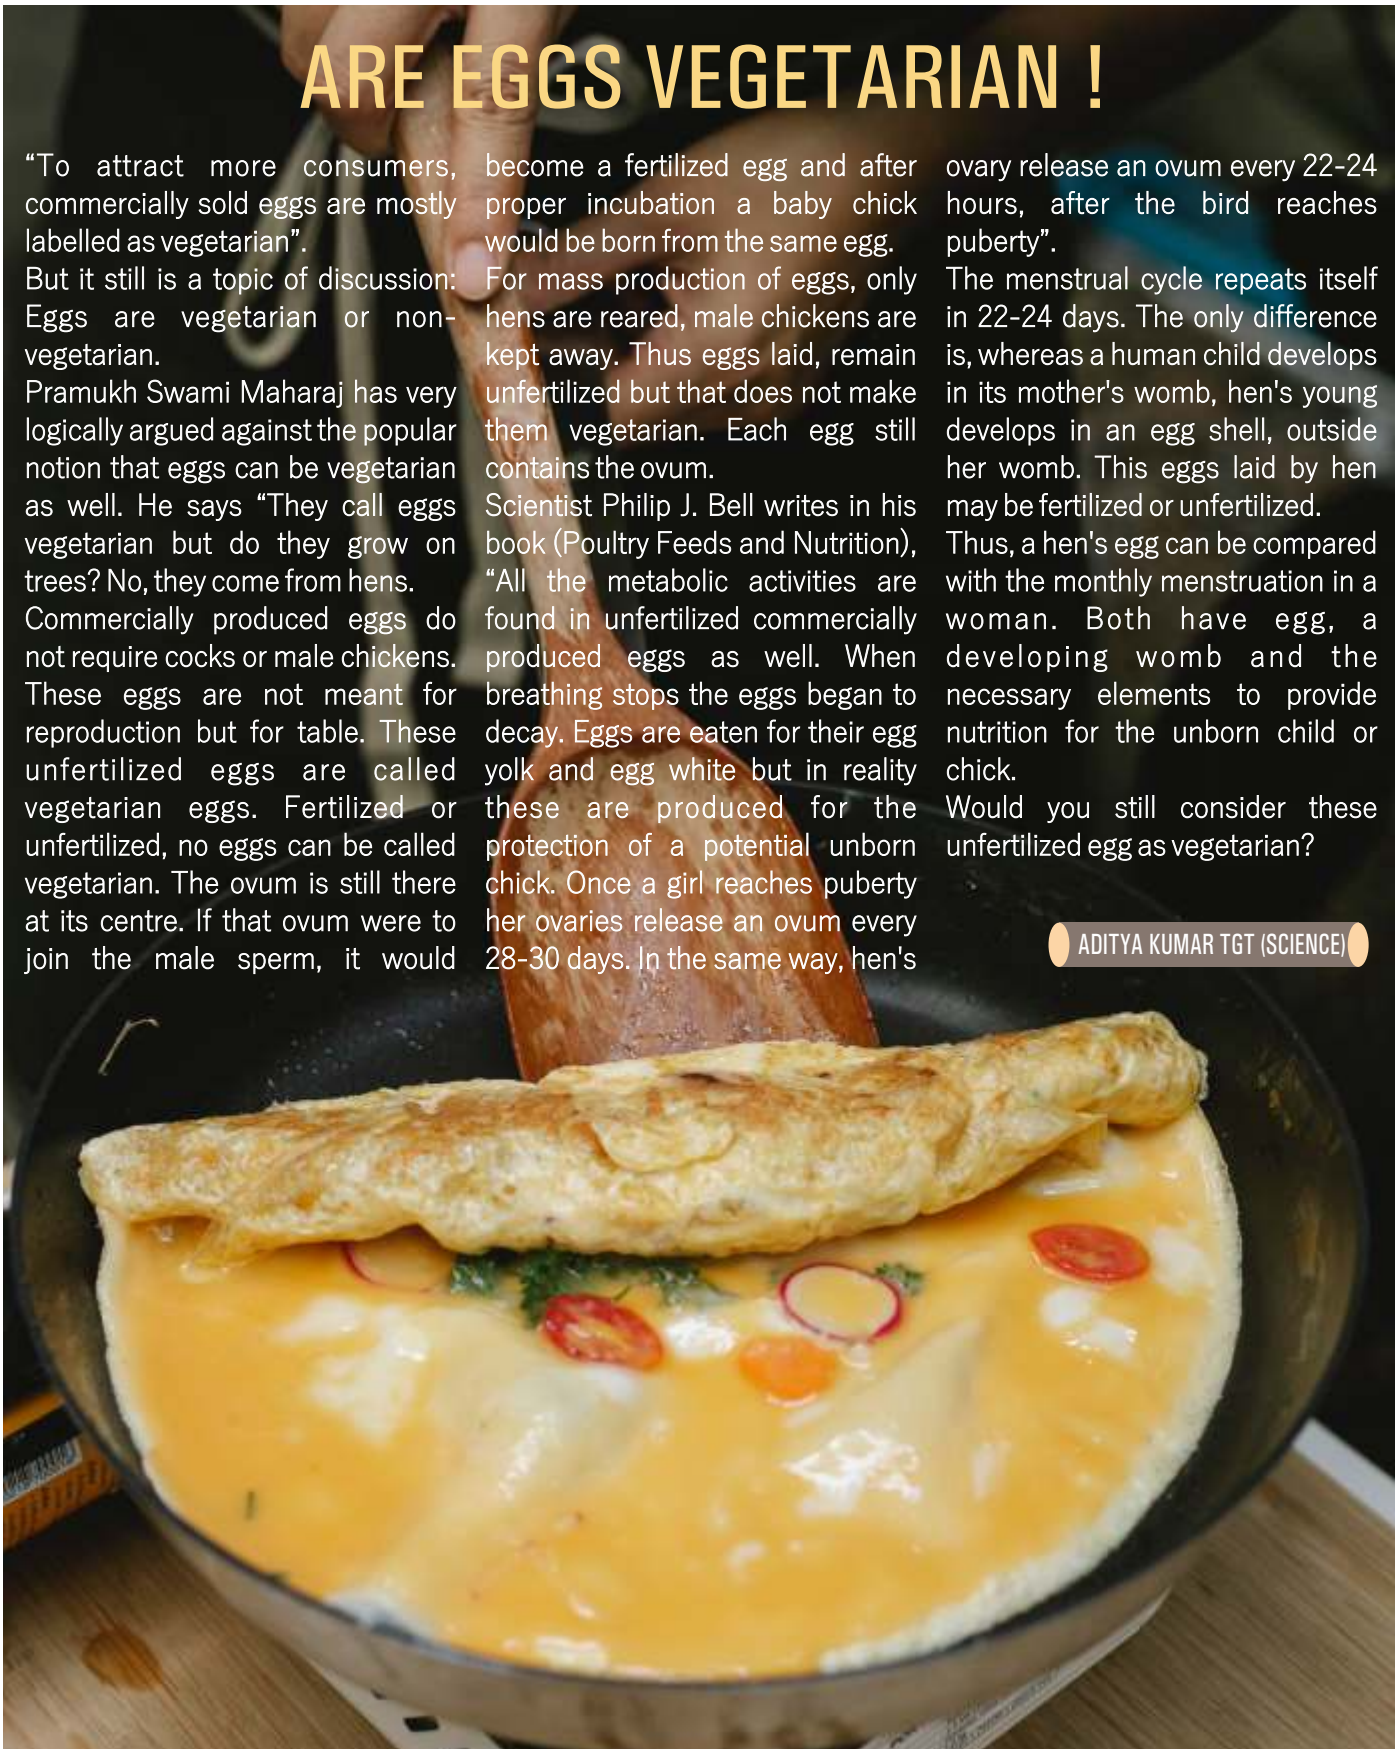 ARE EGGS VEGETARIAN !
“To attract more consumers,
commercially sold eggs are mostly
labelled as vegetarian”.
But it still is a topic of discussion:
Eggs are vegetarian or non-
vegetarian.
Pramukh Swami Maharaj has very
logically argued against the popular
notion that eggs can be vegetarian
as well. He says “They call eggs
vegetarian but do they grow on
trees? No, they come from hens.
Commercially produced eggs do
not require cocks or male chickens.
These eggs are not meant for
reproduction but for table. These
unfertilized eggs are called
vegetarian eggs. Fertilized or
unfertilized, no eggs can be called
vegetarian. The ovum is still there
at its centre. If that ovum were to
join the male sperm, it would
become a fertilized egg and after
proper incubation a baby chick
would be born from the same egg.
For mass production of eggs, only
hens are reared, male chickens are
kept away. Thus eggs laid, remain
unfertilized but that does not make
them vegetarian. Each egg still
contains the ovum.
Scientist Philip J. Bell writes in his
book (Poultry Feeds and Nutrition),
“All the metabolic activities are
found in unfertilized commercially
produced eggs as well. When
breathing stops the eggs began to
decay. Eggs are eaten for their egg
yolk and egg white but in reality
these are produced for the
protection of a potential unborn
chick. Once a girl reaches puberty
her ovaries release an ovum every
28-30 days. In the same way, hen's
ovary release an ovum every 22-24
hours, after the bird reaches
puberty”.
The menstrual cycle repeats itself
in 22-24 days. The only difference
is, whereas a human child develops
in its mother's womb, hen's young
develops in an egg shell, outside
her womb. This eggs laid by hen
may be fertilized or unfertilized.
Thus, a hen's egg can be compared
with the monthly menstruation in a
woman. Both have egg, a
developing womb and the
necessary elements to provide
nutrition for the unborn child or
chick.
Would you still consider these
unfertilized egg as vegetarian?
ADITYA KUMAR TGT (SCIENCE)